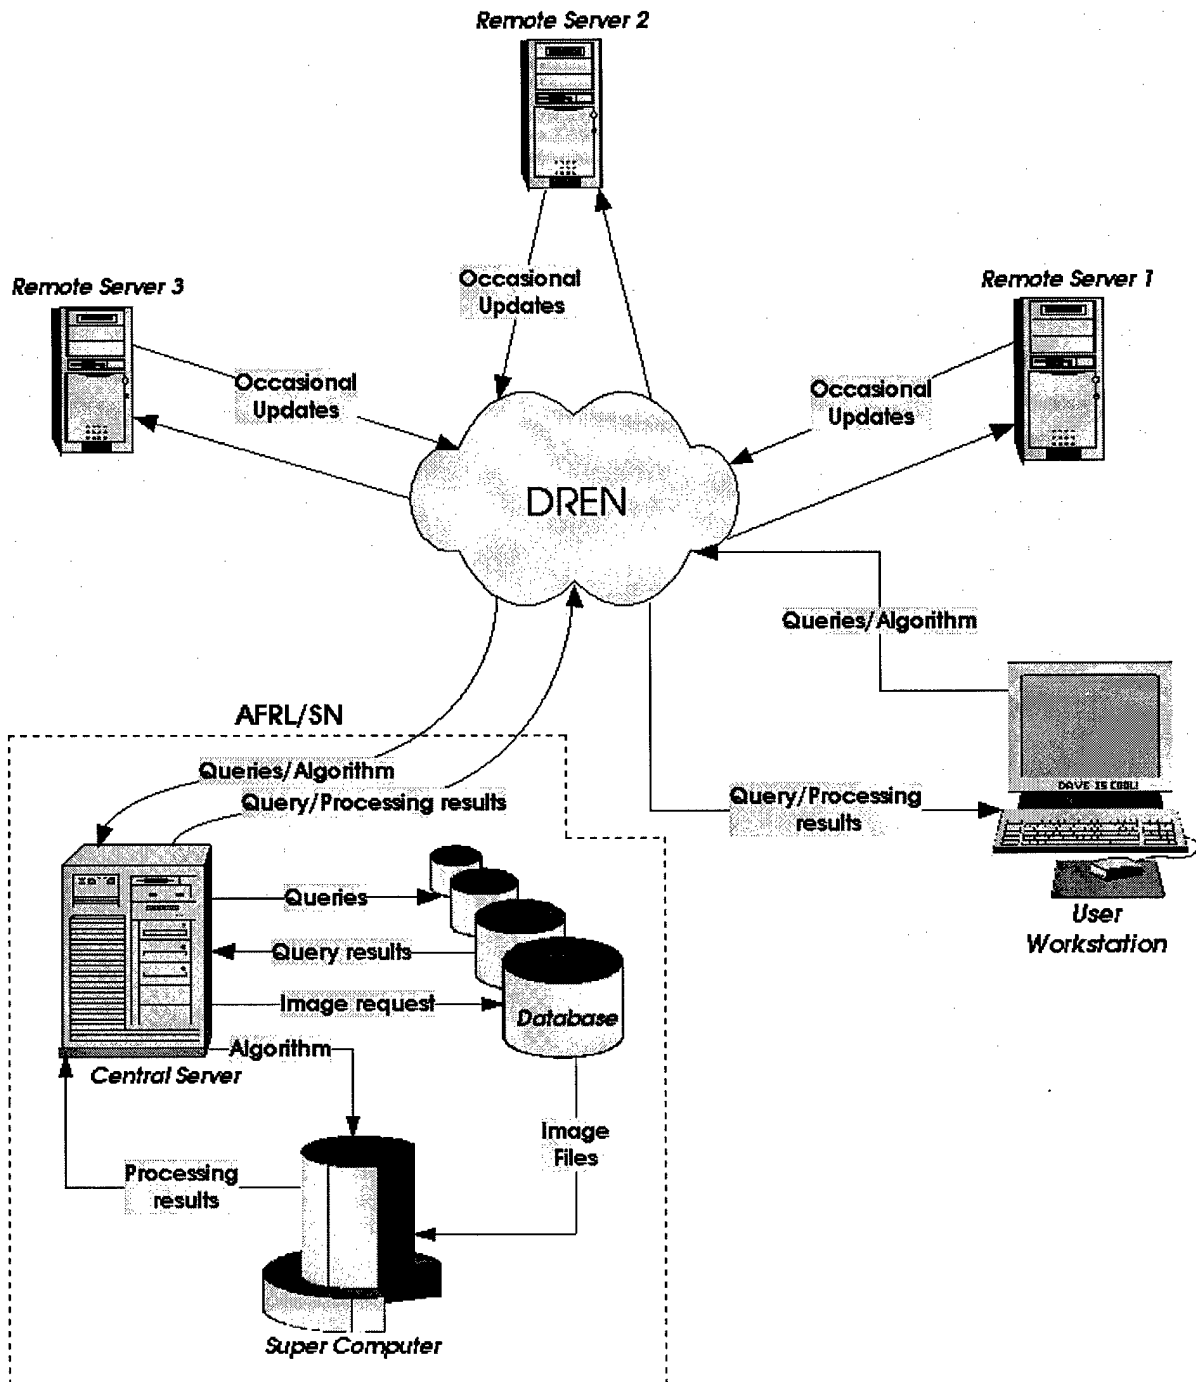 Remote Server 2
Occasional
Updates
Remote Server 3
Remote Server 1
Occasional
Updates
Occasional
Updates
DREN
Queries/Algorithm
AFRL/SN
Queries/Algorithm
Query/Processing results
Query/Processing
results
DAVE IS COOL!
User
Workstation
Queries
Query results
Image request
Database
Algorithm
Central Server
Image
Files
Processing
results
Super Computer